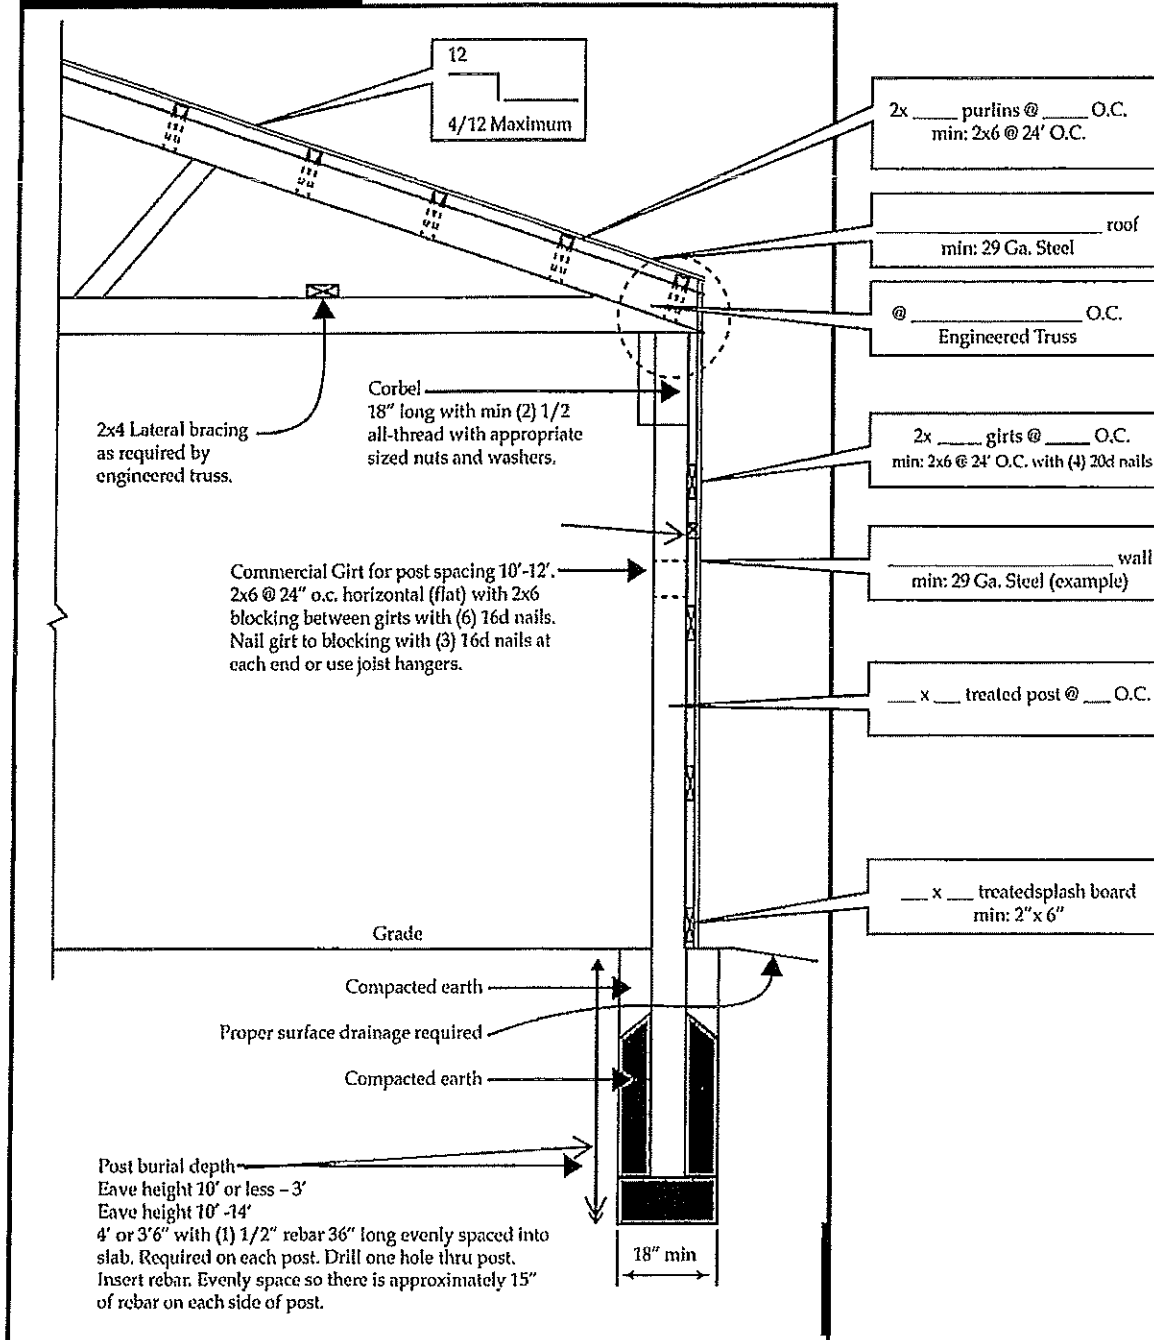 12
4/12 Maximum
2x ____ purlins @ ____ O.C.
min: 2x6 @ 24' O.C.
____ roof
min: 29 Ga. Steel
@ ____ O.C.
Engineered Truss
Corbel
18" long with min (2) 1/2
all-thread with appropriate
sized nuts and washers.
2x4 Lateral bracing
as required by
engineered truss.
2x ____ girts @ ____ O.C.
min: 2x6 @ 24' O.C. with (4) 20d nails
____ wall
min: 29 Ga. Steel (example)
Commercial Girt for post spacing 10'-12'.
2x6 @ 24" o.c. horizontal (flat) with 2x6
blocking between girts with (6) 16d nails.
Nail girt to blocking with (3) 16d nails at
each end or use joist hangers.
__ x __ treated post @ __ O.C.
__ x __ treatedsplash board
min: 2"x 6"
Grade
Compacted earth
Proper surface drainage required
Compacted earth
Post burial depth
Eave height 10' or less – 3'
Eave height 10' -14'
4' or 3'6" with (1) 1/2" rebar 36" long evenly spaced into
slab. Required on each post. Drill one hole thru post.
Insert rebar. Evenly space so there is approximately 15"
of rebar on each side of post.
18" min